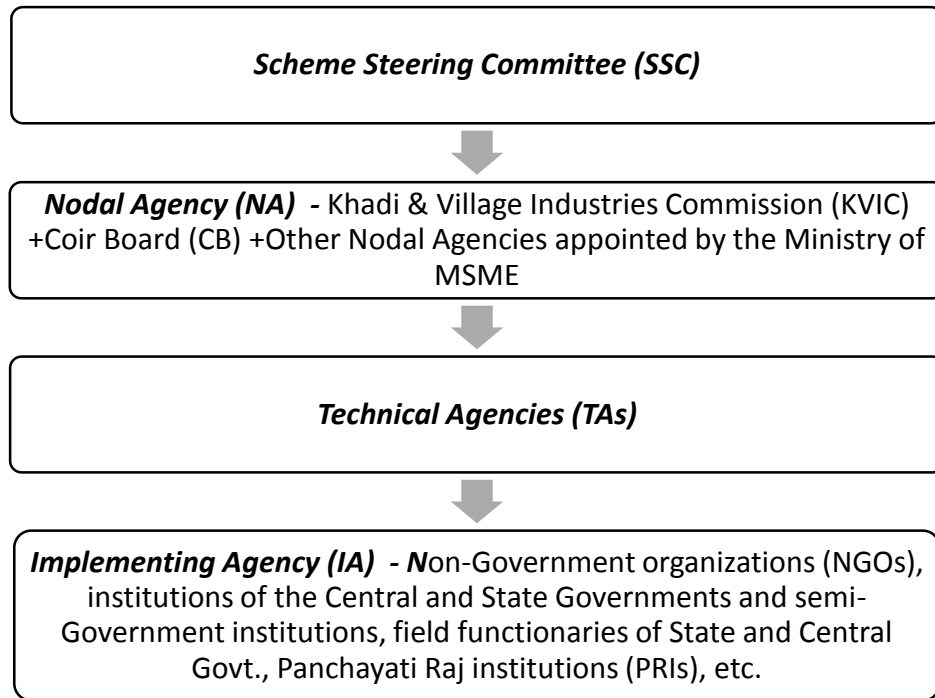 Scheme Steering Committee (SSC)
Nodal Agency (NA)  - Khadi & Village Industries Commission (KVIC)
+Coir Board (CB) +Other Nodal Agencies appointed by the Ministry of
MSME
Technical Agencies (TAs)
Implementing Agency (IA)  - Non-Government organizations (NGOs),
institutions of the Central and State Governments and semi-
Government institutions, field functionaries of State and Central
Govt., Panchayati Raj institutions (PRIs), etc.